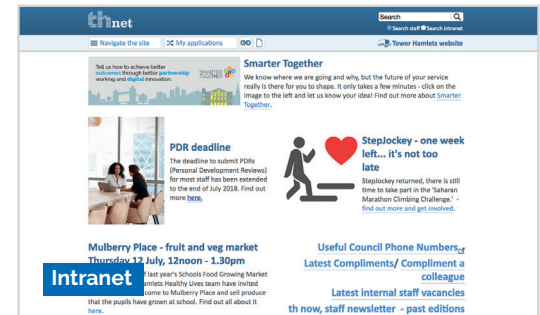 thnet
Search
Search staff Search Intranet
Navigate the site
My applications
Tower Hamlets website
Tell us how to achieve better
outcomes through better partnership
working and digital innovation.
SMARTER
TOGETHER
Smarter Together
We know where we are going and why, but the future of your service
really is there for you to shape. It only takes a few minutes - click on the
image to the left and let us know your idea! Find out more about Smarter
Together.
PDR deadline
The deadline to submit PDRs
(Personal Development Reviews)
for most staff has been extended
to the end of July 2018. Find out
more here.
StepJockey - one week
left... it's not too
late
StepJockey returned, there is still
time to take part in the 'Saharan
Marathon Climbing Challenge.' -
find out more and get involved.
Mulberry Place - fruit and veg market
Thursday 12 July, 12noon - 1.30pm
f last year's Schools Food Growing Market
amlets Healthy Lives team have invited
come to Mulberry Place and sell produce
that the pupils have grown at school. Find out all about it
here.
Intranet
Useful Council Phone Numbers
Latest Compliments/ Compliment a
colleague
Latest internal staff vacancies
th now, staff newsletter - past editions